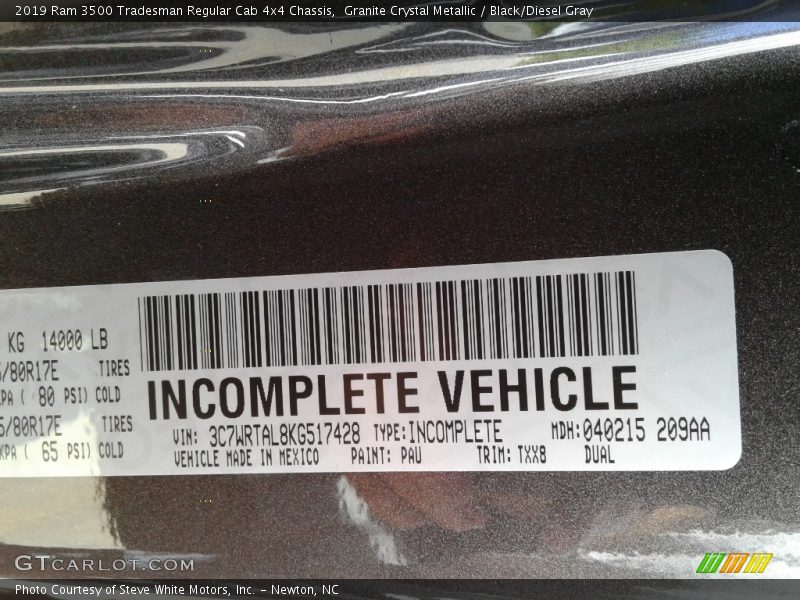 2019 Ram 3500 Tradesman Regular Cab 4x4 Chassis,  Granite Crystal Metallic / Black/Diesel Gray
KG 14000 LB
/80R17E TIRES
KPA ( 80 PSI) COLD
5/80R17E TIRES
KPA ( 65 PSI) COLD
INCOMPLETE VEHICLE
VIN: 3C7WRTAL8KG517428 TYPE:INCOMPLETE MDH:040215 209AA
VEHICLE MADE IN MEXICO PAINT: PAU TRIM: TXX8 DUAL
GTCARLOT.COM
Photo Courtesy of Steve White Motors, Inc. – Newton, NC